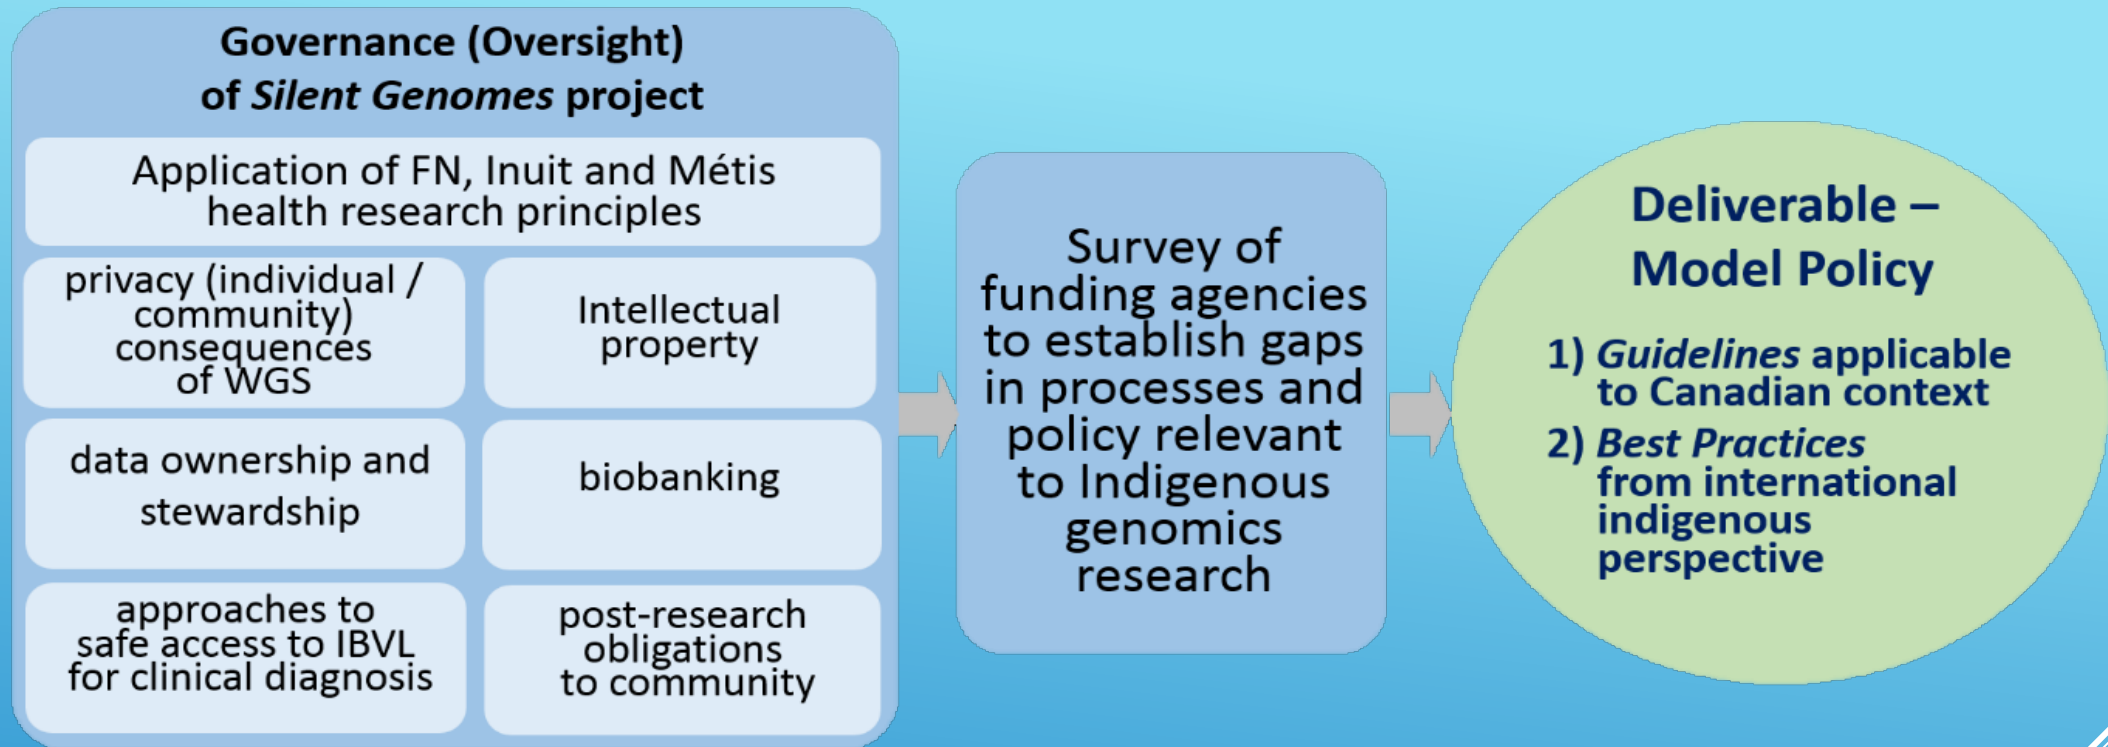 Governance (Oversight)
of Silent Genomes project
Application of FN, Inuit and Métis
health research principles
privacy (individual /
community)
consequences
of WGS
Intellectual
property
data ownership and
stewardship
biobanking
approaches to
safe access to IBVL
for clinical diagnosis
post-research
obligations
to community
Survey of
funding agencies
to establish gaps
in processes and
policy relevant
to Indigenous
genomics
research
Deliverable –
Model Policy
1) Guidelines applicable
to Canadian context
2) Best Practices
from international
indigenous
perspective